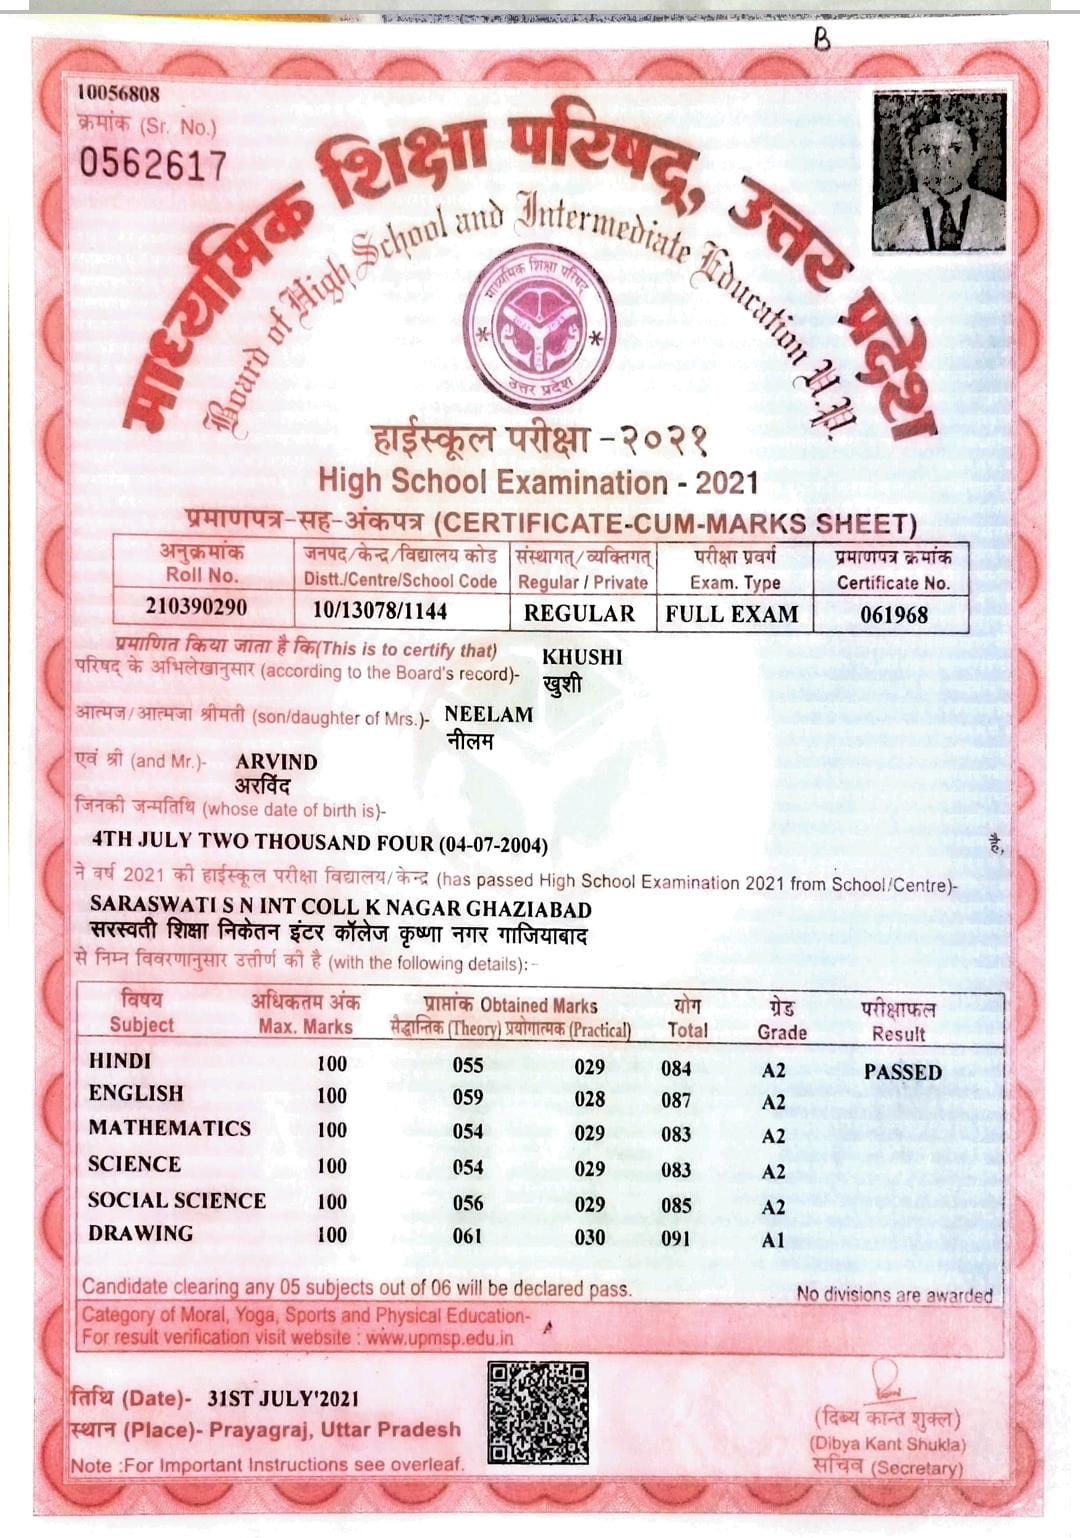 B
10056808
क्रमांक (Sr. No.)
0562617
माध्यमिक शिक्षा परिषद्, उत्तर प्रदेश
Board of High School and Intermediate Education U.P.
माध्यमिक शिक्षा परिषद
उत्तर प्रदेश
हाईस्कूल परीक्षा -२०२१
High School Examination - 2021
प्रमाणपत्र-सह-अंकपत्र (CERTIFICATE-CUM-MARKS SHEET)
अनुक्रमांक जनपद/केन्द्र/विद्यालय कोड संस्थागत्/व्यक्तिगत् परीक्षा प्रवर्ग प्रमाणपत्र क्रमांक
Roll No. Distt./Centre/School Code Regular / Private Exam. Type Certificate No.
210390290 10/13078/1144 REGULAR FULL EXAM 061968
प्रमाणित किया जाता है कि(This is to certify that)
परिषद के अभिलेखानुसार (according to the Board's record)- KHUSHI
खुशी
आत्मज/आत्मजा श्रीमती (son/daughter of Mrs.)- NEELAM
नीलम
एवं श्री (and Mr.)- ARVIND
अरविंद
जिनकी जन्मतिथि (whose date of birth is)-
4TH JULY TWO THOUSAND FOUR (04-07-2004) है,
ने वर्ष 2021 की हाईस्कूल परीक्षा विद्यालय/केन्द्र (has passed High School Examination 2021 from School/Centre)-
SARASWATI S N INT COLL K NAGAR GHAZIABAD
सरस्वती शिक्षा निकेतन इंटर कॉलेज कृष्णा नगर गाजियाबाद
से निम्न विवरणानुसार उत्तीर्ण की है (with the following details):-
विषय अधिकतम अंक प्राप्तांक Obtained Marks योग ग्रेड परीक्षाफल
Subject Max. Marks सैद्धान्तिक (Theory) प्रयोगात्मक (Practical) Total Grade Result
HINDI 100 055 029 084 A2 PASSED
ENGLISH 100 059 028 087 A2
MATHEMATICS 100 054 029 083 A2
SCIENCE 100 054 029 083 A2
SOCIAL SCIENCE 100 056 029 085 A2
DRAWING 100 061 030 091 A1
Candidate clearing any 05 subjects out of 06 will be declared pass. No divisions are awarded
Category of Moral, Yoga, Sports and Physical Education-
For result verification visit website : www.upmsp.edu.in A
तिथि (Date)- 31ST JULY'2021
स्थान (Place)- Prayagraj, Uttar Pradesh
Note :For Important Instructions see overleaf.
(दिब्य कान्त शुक्ल)
(Dibya Kant Shukla)
सचिव (Secretary)